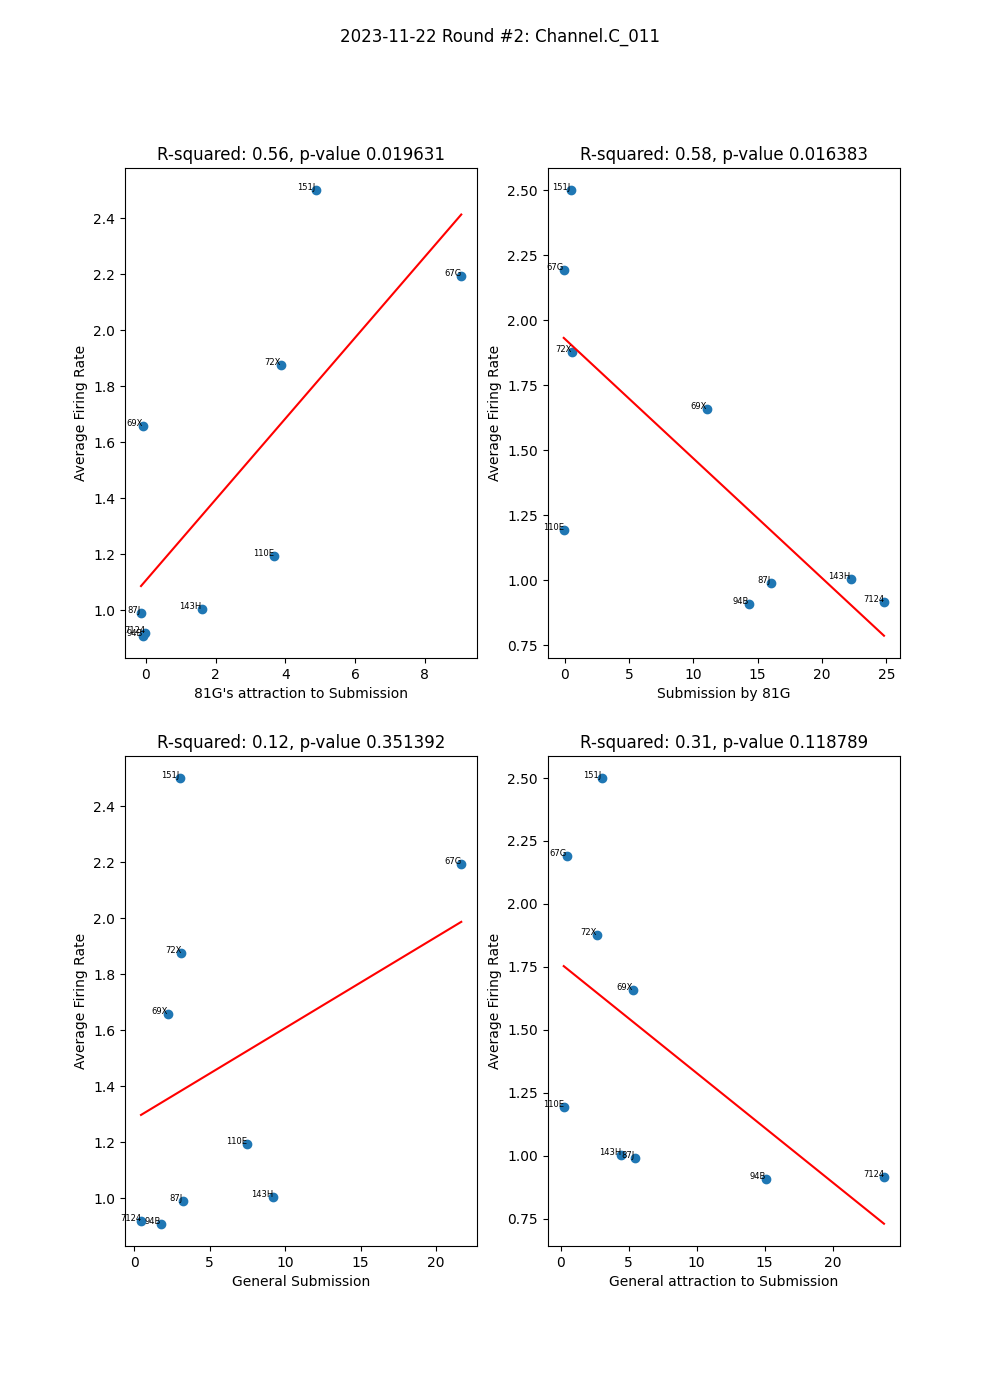 2023-11-22 Round #2: Channel.C_011
R-squared: 0.56, p-value 0.019631
151J
67G
72X
69X
110E
143H
87J
7124
94B
2.4
2.2
2.0
1.8
1.6
1.4
1.2
1.0
0 2 4 6 8
Average Firing Rate
81G's attraction to Submission
R-squared: 0.58, p-value 0.016383
151J
67G
72X
69X
110E
143H
87J
7124
94B
2.50
2.25
2.00
1.75
1.50
1.25
1.00
0.75
0 5 10 15 20 25
Average Firing Rate
Submission by 81G
R-squared: 0.12, p-value 0.351392
151J
67G
72X
69X
110E
143H
87J
7124
94B
2.4
2.2
2.0
1.8
1.6
1.4
1.2
1.0
0 5 10 15 20
Average Firing Rate
General Submission
R-squared: 0.31, p-value 0.118789
151J
67G
72X
69X
110E
143H
87J
94B
7124
2.50
2.25
2.00
1.75
1.50
1.25
1.00
0.75
0 5 10 15 20
Average Firing Rate
General attraction to Submission